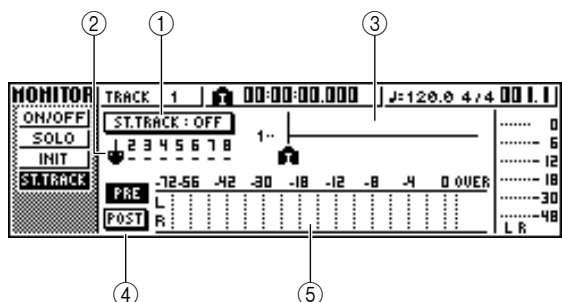 ① ② ③
MONITOR TRACK 1 00:00:00.000 ♩=120.0 4/4 001.1
ON/OFF
SOLO
INIT
ST.TRACK
ST.TRACK : OFF
1 2 3 4 5 6 7 8
1--
PRE
POST
-72-56 -42 -30 -18 -12 -8 -4 0 OVER
L
R
0
6
12
18
30
48
L R
④ ⑤